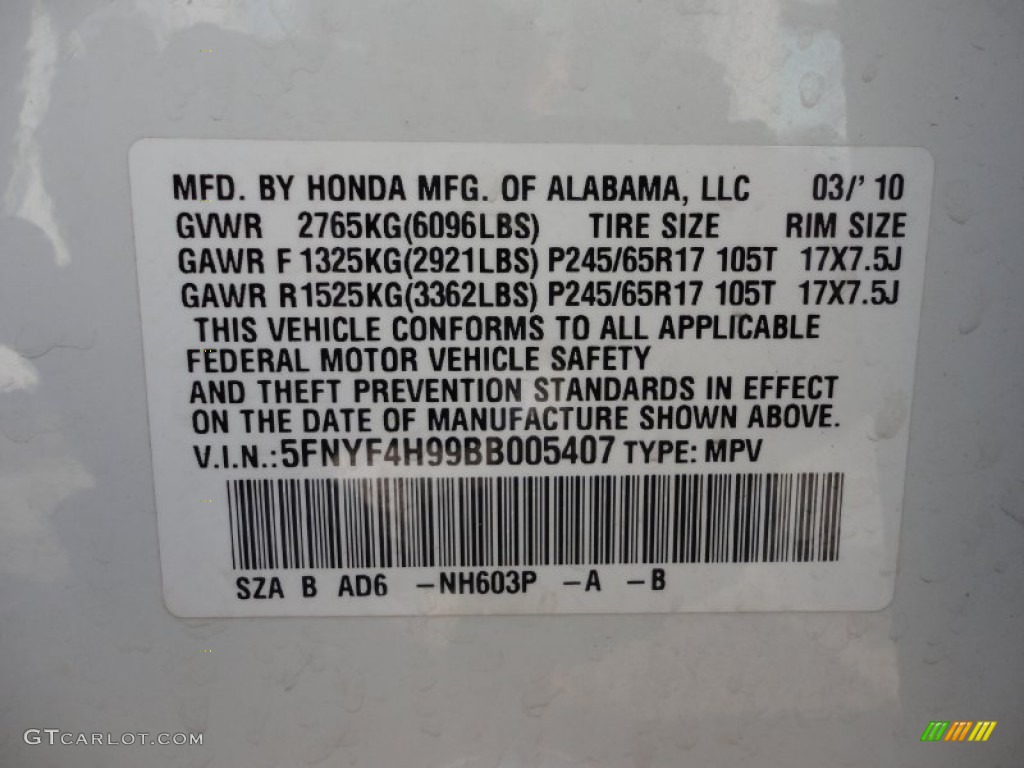 MFD. BY HONDA MFG. OF ALABAMA, LLC 03/' 10
GVWR 2765KG(6096LBS) TIRE SIZE RIM SIZE
GAWR F 1325KG(2921LBS) P245/65R17 105T 17X7.5J
GAWR R1525KG(3362LBS) P245/65R17 105T 17X7.5J
THIS VEHICLE CONFORMS TO ALL APPLICABLE
FEDERAL MOTOR VEHICLE SAFETY
AND THEFT PREVENTION STANDARDS IN EFFECT
ON THE DATE OF MANUFACTURE SHOWN ABOVE.
V.I.N.:5FNYF4H99BB005407 TYPE: MPV
SZA B AD6 –NH603P –A –B
GTCARLOT.COM